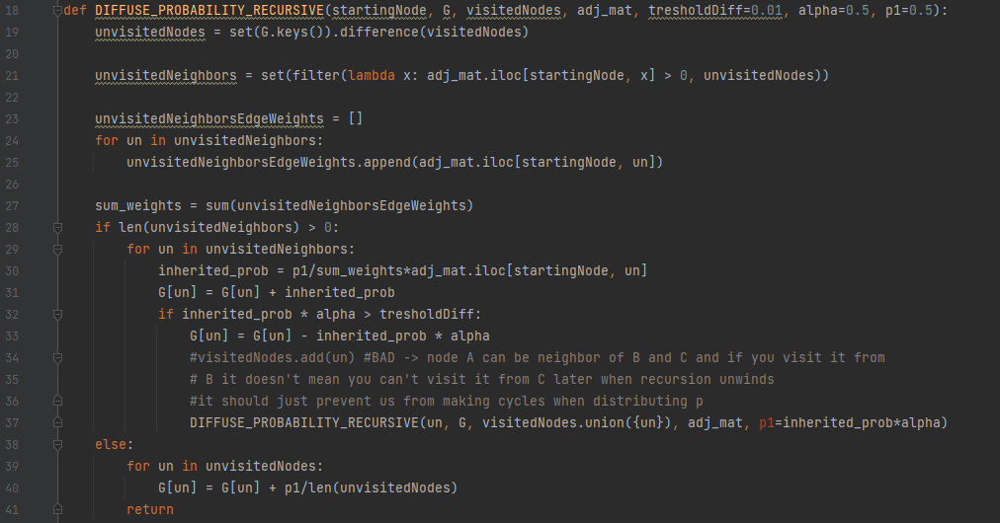 18 def DIFFUSE_PROBABILITY_RECURSIVE(startingNode, G, visitedNodes, adj_mat, tresholdDiff=0.01, alpha=0.5, p1=0.5):
19     unvisitedNodes = set(G.keys()).difference(visitedNodes)
20
21     unvisitedNeighbors = set(filter(lambda x: adj_mat.iloc[startingNode, x] > 0, unvisitedNodes))
22
23     unvisitedNeighborsEdgeWeights = []
24     for un in unvisitedNeighbors:
25         unvisitedNeighborsEdgeWeights.append(adj_mat.iloc[startingNode, un])
26
27     sum_weights = sum(unvisitedNeighborsEdgeWeights)
28     if len(unvisitedNeighbors) > 0:
29         for un in unvisitedNeighbors:
30             inherited_prob = p1/sum_weights*adj_mat.iloc[startingNode, un]
31             G[un] = G[un] + inherited_prob
32             if inherited_prob * alpha > tresholdDiff:
33                 G[un] = G[un] - inherited_prob * alpha
34                 #visitedNodes.add(un) #BAD -> node A can be neighbor of B and C and if you visit it from
35                 # B it doesn't mean you can't visit it from C later when recursion unwinds
36                 #it should just prevent us from making cycles when distributing p
37                 DIFFUSE_PROBABILITY_RECURSIVE(un, G, visitedNodes.union({un}), adj_mat, p1=inherited_prob*alpha)
38     else:
39         for un in unvisitedNodes:
40             G[un] = G[un] + p1/len(unvisitedNodes)
41         return